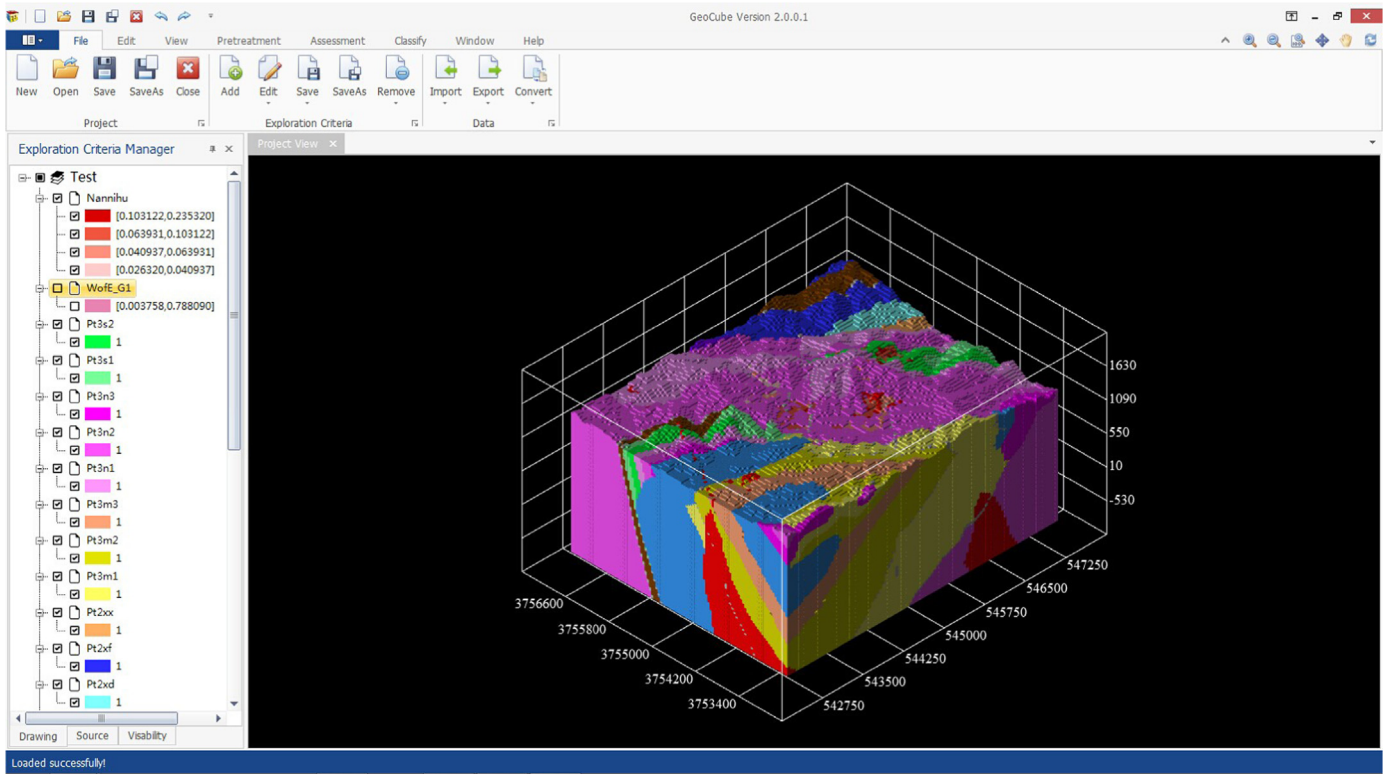 GeoCube Version 2.0.0.1
File Edit View Pretreatment Assessment Classify Window Help
New Open Save SaveAs Close Add Edit Save SaveAs Remove Import Export Convert
Project Exploration Criteria Data
Exploration Criteria Manager
Project View
Test
Nannihu
[0.103122,0.235320]
[0.063931,0.103122]
[0.040937,0.063931]
[0.026320,0.040937]
WofE_G1
[0.003758,0.788090]
Pt3s2
1
Pt3s1
1
Pt3n3
1
Pt3n2
1
Pt3n1
1
Pt3m3
1
Pt3m2
1
Pt3m1
1
Pt2xx
1
Pt2xf
1
Pt2xd
1
Drawing Source Visability
1630
1090
550
10
-530
547250
546500
545750
545000
544250
543500
542750
3756600
3755800
3755000
3754200
3753400
Loaded successfully!